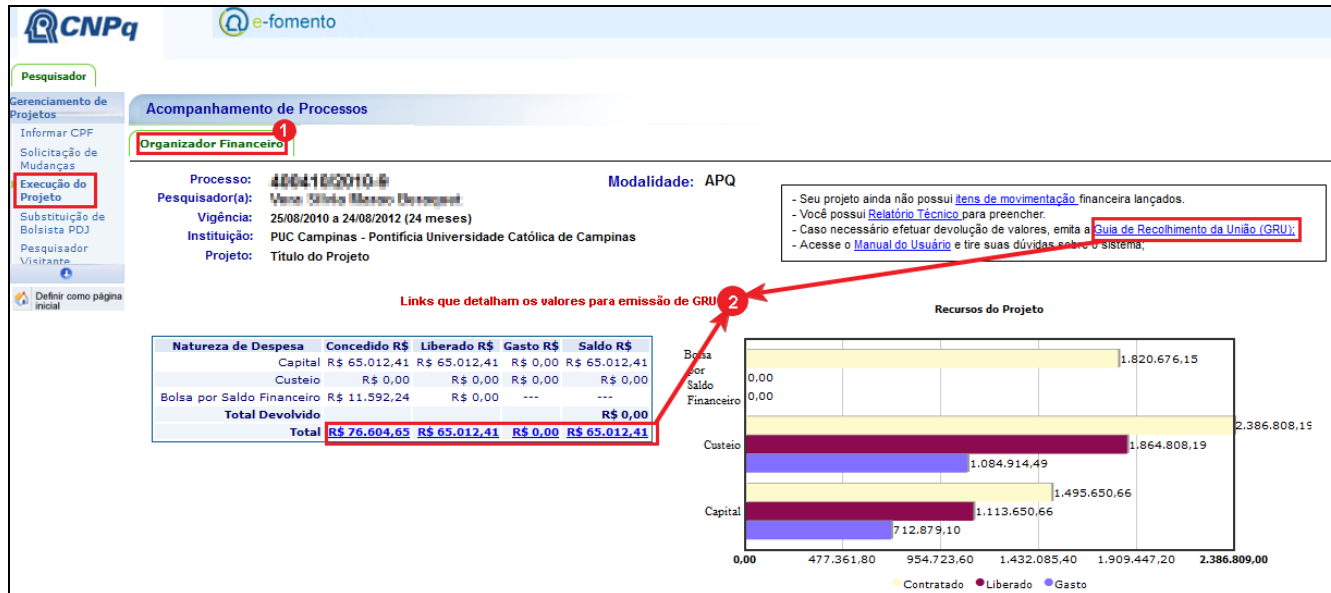 CNPq
e-fomento
Pesquisador
Gerenciamento de
Projetos
Informar CPF
Solicitação de
Mudanças
Execução do
Projeto
Substituição de
Bolsista PDJ
Pesquisador
Visitante
Definir como página
inicial
Acompanhamento de Processos
Organizador Financeiro
1
Processo:
Modalidade: APQ
Pesquisador(a):
Vigência: 25/08/2010 a 24/08/2012 (24 meses)
Instituição: PUC Campinas - Pontifícia Universidade Católica de Campinas
Projeto: Título do Projeto
- Seu projeto ainda não possui itens de movimentação financeira lançados.
- Você possui Relatório Técnico para preencher.
- Caso necessário efetuar devolução de valores, emita a Guia de Recolhimento da União (GRU);
- Acesse o Manual do Usuário e tire suas dúvidas sobre o sistema;
Links que detalham os valores para emissão de GRU 2
Natureza de Despesa Concedido R$ Liberado R$ Gasto R$ Saldo R$
Capital R$ 65.012,41 R$ 65.012,41 R$ 0,00 R$ 65.012,41
Custeio R$ 0,00 R$ 0,00 R$ 0,00 R$ 0,00
Bolsa por Saldo Financeiro R$ 11.592,24 R$ 0,00 --- ---
Total Devolvido R$ 0,00
Total R$ 76.604,65 R$ 65.012,41 R$ 0,00 R$ 65.012,41
Recursos do Projeto
Bolsa
por
Saldo
Financeiro
1.820.676,15
0,00
0,00
Custeio
2.386.808,19
1.864.808,19
1.084.914,49
Capital
1.495.650,66
1.113.650,66
712.879,10
0,00 477.361,80 954.723,60 1.432.085,40 1.909.447,20 2.386.809,00
Contratado Liberado Gasto